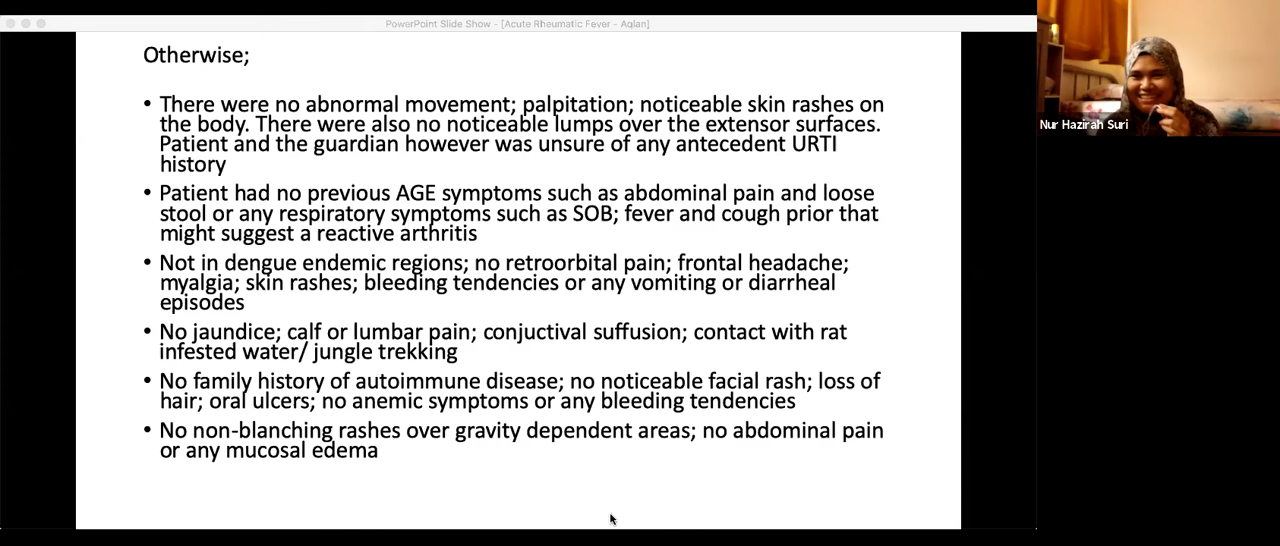 PowerPoint Slide Show - [Acute Rheumatic Fever - Aqlan]
Otherwise;
• There were no abnormal movement; palpitation; noticeable skin rashes on
the body. There were also no noticeable lumps over the extensor surfaces.
Patient and the guardian however was unsure of any antecedent URTI
history
• Patient had no previous AGE symptoms such as abdominal pain and loose
stool or any respiratory symptoms such as SOB; fever and cough prior that
might suggest a reactive arthritis
• Not in dengue endemic regions; no retroorbital pain; frontal headache;
myalgia; skin rashes; bleeding tendencies or any vomiting or diarrheal
episodes
• No jaundice; calf or lumbar pain; conjuctival suffusion; contact with rat
infested water/ jungle trekking
• No family history of autoimmune disease; no noticeable facial rash; loss of
hair; oral ulcers; no anemic symptoms or any bleeding tendencies
• No non-blanching rashes over gravity dependent areas; no abdominal pain
or any mucosal edema
Nur Hazirah Suri